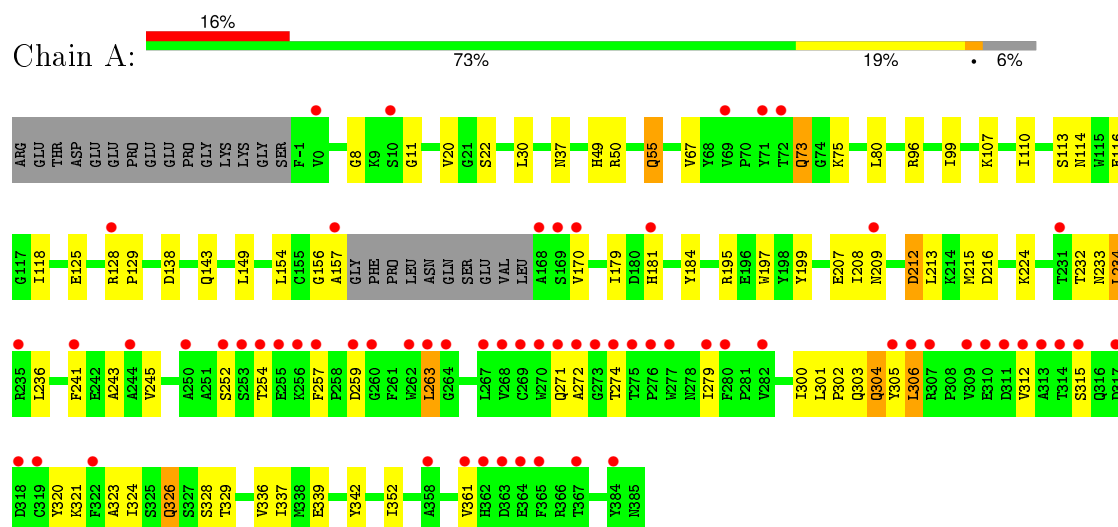 16%
Chain A:
73% 19% • 6%
ARG GLU THR ASP GLU GLU PRO GLU GLU PRO GLY LYS LYS GLY SER F-1 V0 G8 K9 S10 G11 V20 G21 S22 L30 N37 H49 R50 Q55 V67 Y68 V69 P70 Y71 T72 Q73 G74 K75 L80 R96 I99 K107 I110 S113 N114 W115 E116
G117 I118 E125 R128 P129 D138 Q143 L149 L154 C155 G156 A157 GLY PHE PRO LEU ASN GLN SER GLU VAL LEU A168 S169 V170 I179 D180 H181 Y184 R195 E196 W197 Y198 Y199 E207 I208 N209 D212 L213 K214 M215 D216 K224 T231 T232 N233 L234
R235 L236 F241 E242 A243 A244 V245 A250 A251 S252 S253 T254 E255 K256 F257 P258 D259 G260 F261 W262 L263 G264 L267 V268 C269 W270 Q271 A272 G273 T274 T275 P276 W277 N278 I279 F280 P281 V282 I300 L301 P302 Q303 Q304 Y305 L306 R307 P308 V309 E310 D311 V312 A313 T314 S315 Q316 D317
D318 C319 Y320 K321 F322 A323 I324 S325 Q326 S327 S328 T329 V336 I337 M338 E339 Y342 I352 A358 V361 H362 D363 E364 F365 R366 T367 Y384 N385